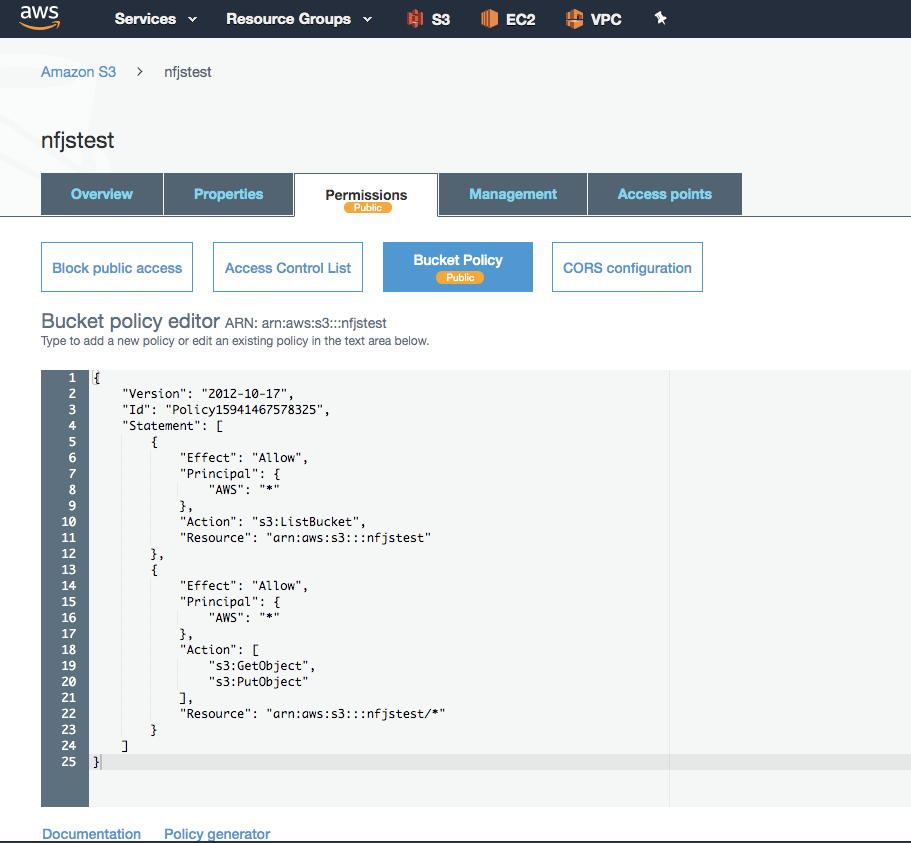 aws Services Resource Groups S3 EC2 VPC
Amazon S3 > nfjstest
nfjstest
Overview Properties Permissions Management Access points
Public
Block public access Access Control List Bucket Policy CORS configuration
Public
Bucket policy editor ARN: arn:aws:s3:::nfjstest
Type to add a new policy or edit an existing policy in the text area below.
1 {
2 "Version": "2012-10-17",
3 "Id": "Policy15941467578325",
4 "Statement": [
5 {
6 "Effect": "Allow",
7 "Principal": {
8 "AWS": "*"
9 },
10 "Action": "s3:ListBucket",
11 "Resource": "arn:aws:s3:::nfjstest"
12 },
13 {
14 "Effect": "Allow",
15 "Principal": {
16 "AWS": "*"
17 },
18 "Action": [
19 "s3:GetObject",
20 "s3:PutObject"
21 ],
22 "Resource": "arn:aws:s3:::nfjstest/*"
23 }
24 ]
25 }
Documentation Policy generator